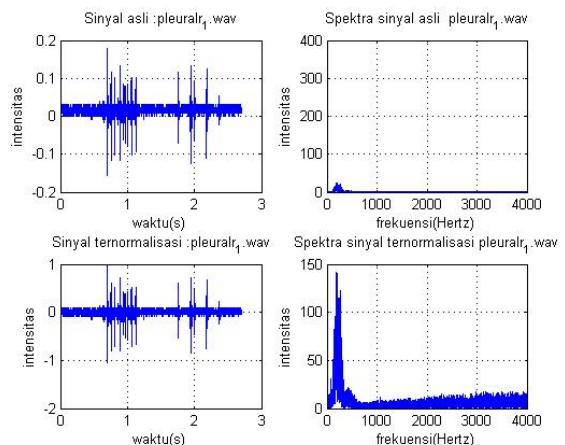 Sinyal asli :pleuralr1.wav
0.2
0.1
0
-0.1
-0.2
intensitas
0 1 2 3
waktu(s)
Spektra sinyal asli pleuralr1.wav
400
300
200
100
0
intensitas
0 1000 2000 3000 4000
frekuensi(Hertz)
Sinyal ternormalisasi :pleuralr1.wav
1
0
-1
-2
intensitas
0 1 2 3
waktu(s)
Spektra sinyal ternormalisasi pleuralr1.wav
150
100
50
0
intensitas
0 1000 2000 3000 4000
frekuensi(Hertz)